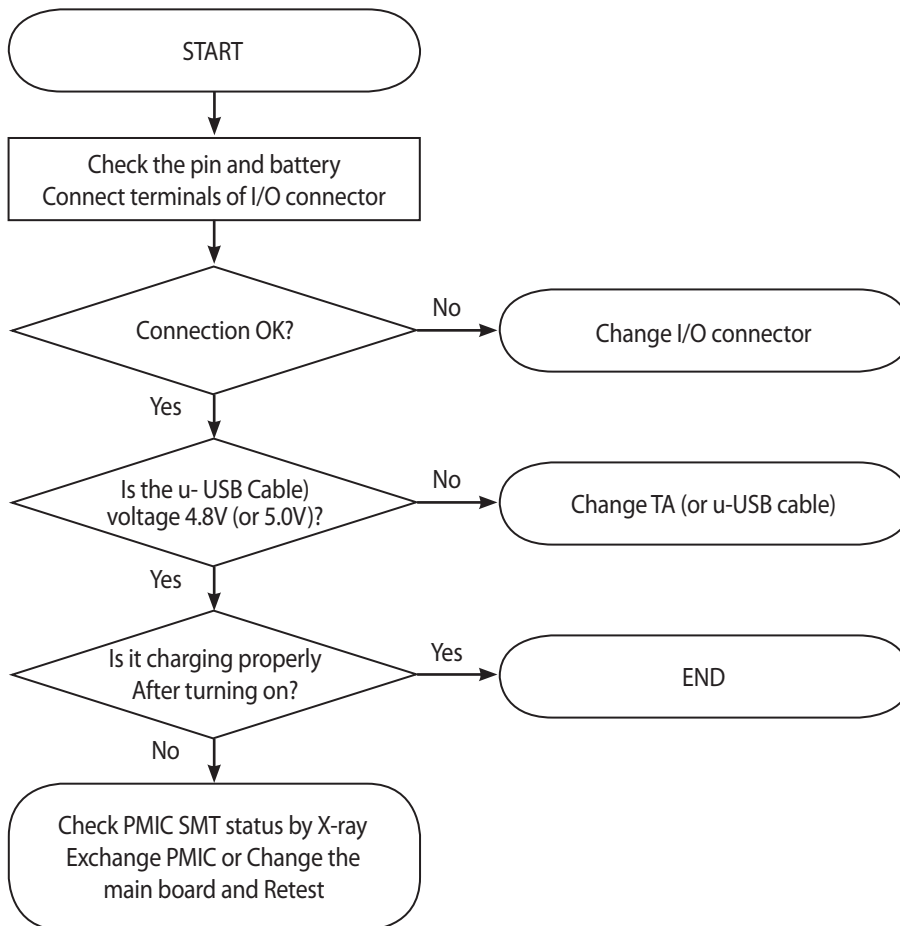 START
Check the pin and battery
Connect terminals of I/O connector
Connection OK?
No
Change I/O connector
Yes
Is the u- USB Cable)
voltage 4.8V (or 5.0V)?
No
Change TA (or u-USB cable)
Yes
Is it charging properly
After turning on?
Yes
END
No
Check PMIC SMT status by X-ray
Exchange PMIC or Change the
main board and Retest